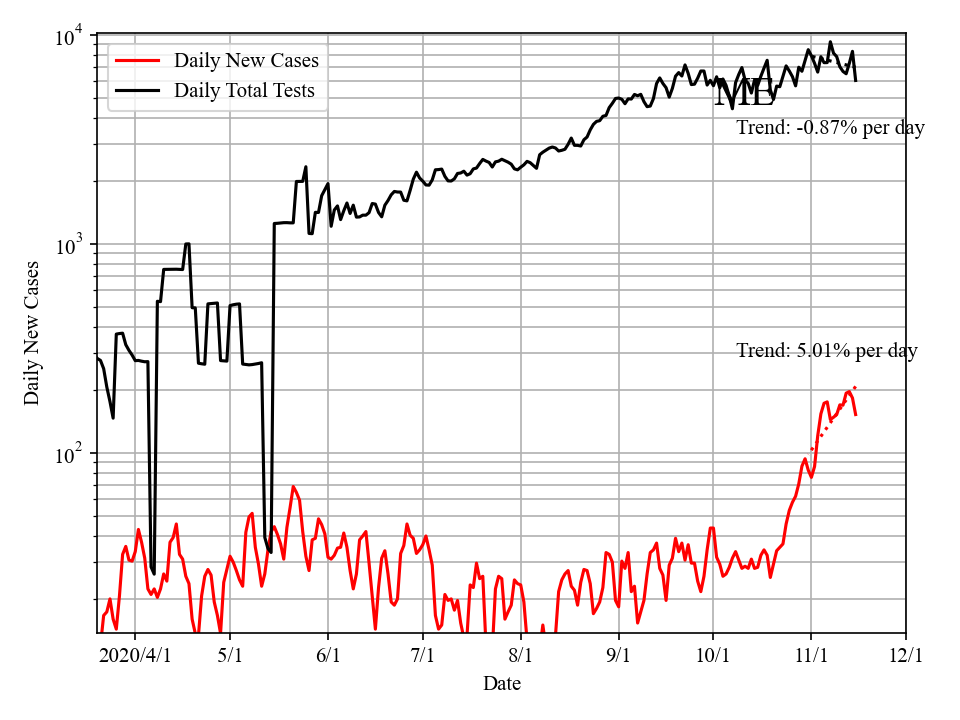 10^4
Daily New Cases
Daily Total Tests
ME
Trend: -0.87% per day
10^3
Trend: 5.01% per day
10^2
Daily New Cases
2020/4/1 5/1 6/1 7/1 8/1 9/1 10/1 11/1 12/1
Date